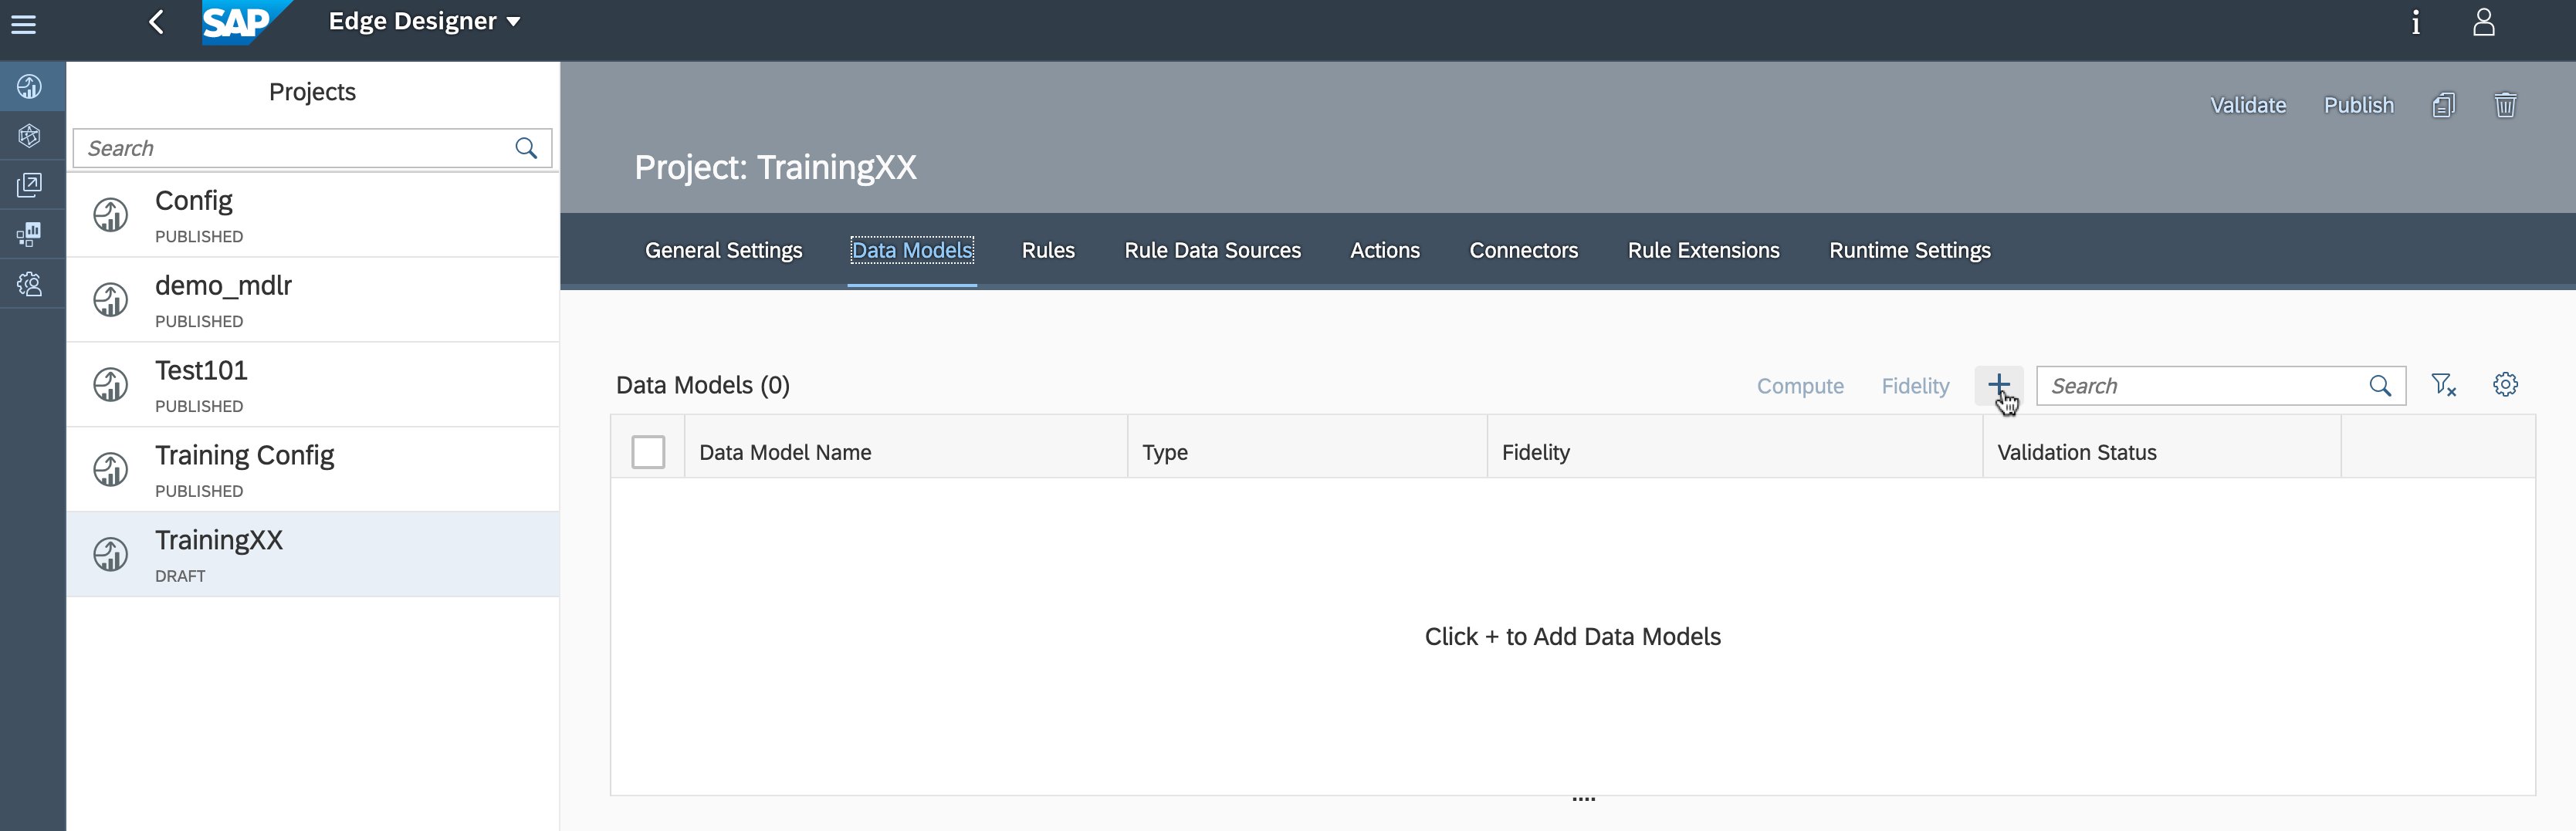 SAP Edge Designer
Projects
Search
Config
PUBLISHED
demo_mdlr
PUBLISHED
Test101
PUBLISHED
Training Config
PUBLISHED
TrainingXX
DRAFT
Validate Publish
Project: TrainingXX
General Settings Data Models Rules Rule Data Sources Actions Connectors Rule Extensions Runtime Settings
Data Models (0) Compute Fidelity + Search
Data Model Name Type Fidelity Validation Status
Click + to Add Data Models